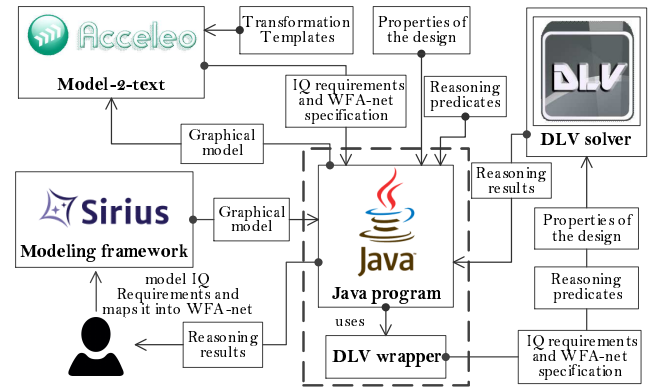 Acceleo
Model-2-text
Transformation
Templates
Properties of
the design
IQ requirements
and WFA-net
specification
Reasoning
predicates
DLV
DLV solver
Graphical
model
Reasoning
results
Sirius
Modeling framework
Graphical
model
Java
Java program
Properties of
the design
model IQ
Requirements and
maps it into WFA-net
Reasoning
predicates
uses
Reasoning
results
DLV wrapper
IQ requirements
and WFA-net
specification